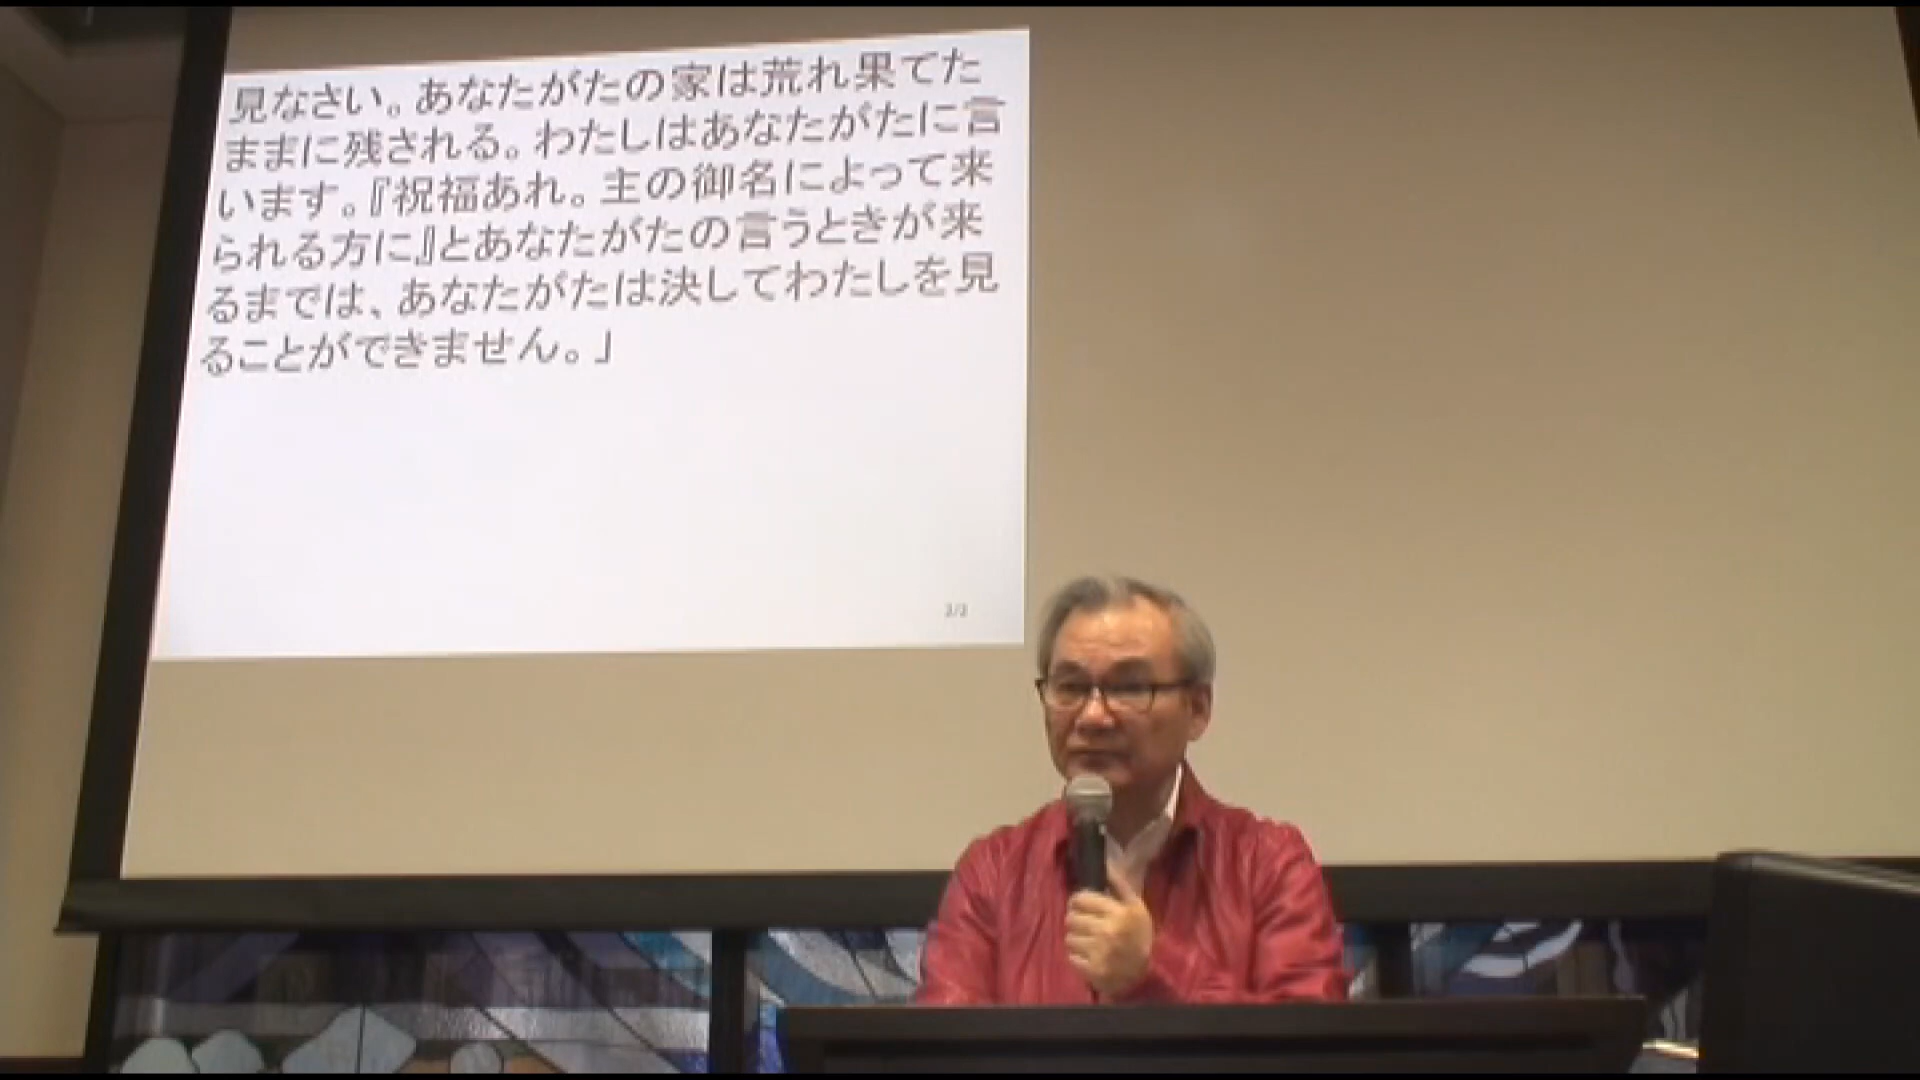 見なさい。あなたがたの家は荒れ果てた
ままに残される。わたしはあなたがたに言
います。『祝福あれ。主の御名によって来
られる方に』とあなたがたの言うときが来
るまでは、あなたがたは決してわたしを見
ることができません。」
2/2